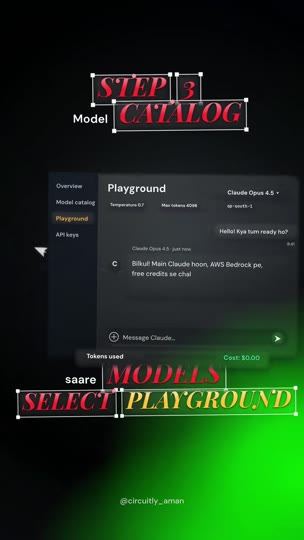 STEP 3
Model CATALOG
Overview
Model catalog
Playground
API keys
Playground
Claude Opus 4.5
Temperature 0.7
Max tokens 4096
ap-south-1
Hello! Kya tum ready ho?
Claude Opus 4.5 · just now
C
Bilkul! Main Claude hoon, AWS Bedrock pe,
free credits se chal
Message Claude..
Tokens used
Cost: $0.00
saare MODELS
SELECT PLAYGROUND
@circuitly_aman